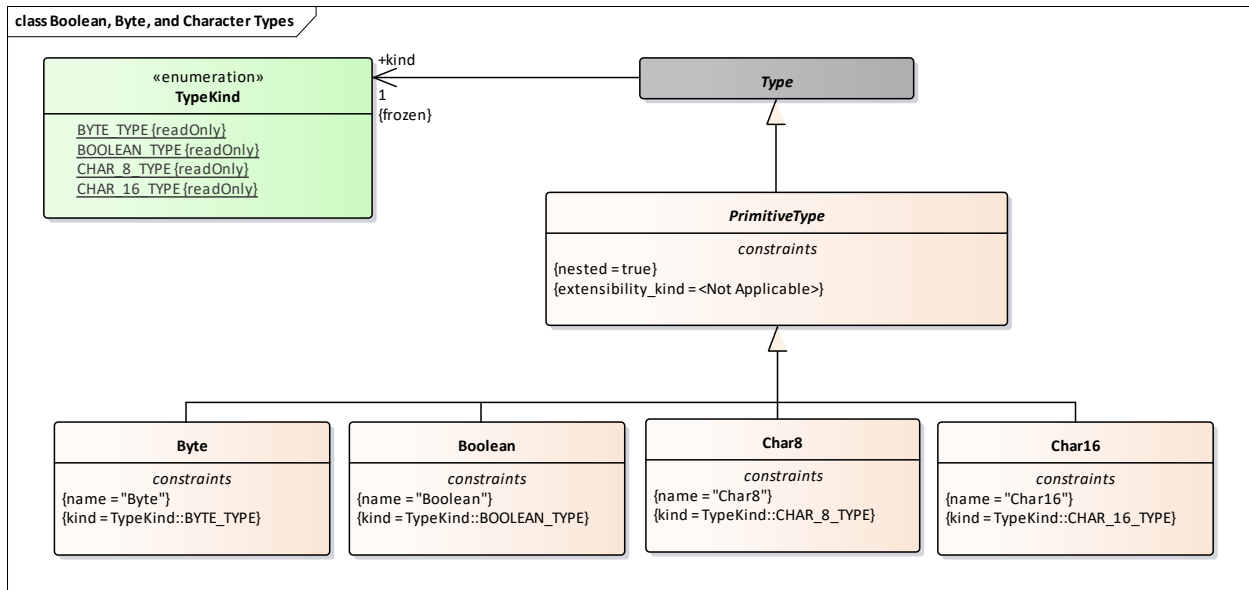 class Boolean, Byte, and Character Types
«enumeration»
TypeKind
BYTE_TYPE {readOnly}
BOOLEAN_TYPE {readOnly}
CHAR_8_TYPE {readOnly}
CHAR_16_TYPE {readOnly}
+kind
1
{frozen}
Type
PrimitiveType
constraints
{nested = true}
{extensibility_kind = <Not Applicable>}
Byte
constraints
{name = "Byte"}
{kind = TypeKind::BYTE_TYPE}
Boolean
constraints
{name = "Boolean"}
{kind = TypeKind::BOOLEAN_TYPE}
Char8
constraints
{name = "Char8"}
{kind = TypeKind::CHAR_8_TYPE}
Char16
constraints
{name = "Char16"}
{kind = TypeKind::CHAR_16_TYPE}